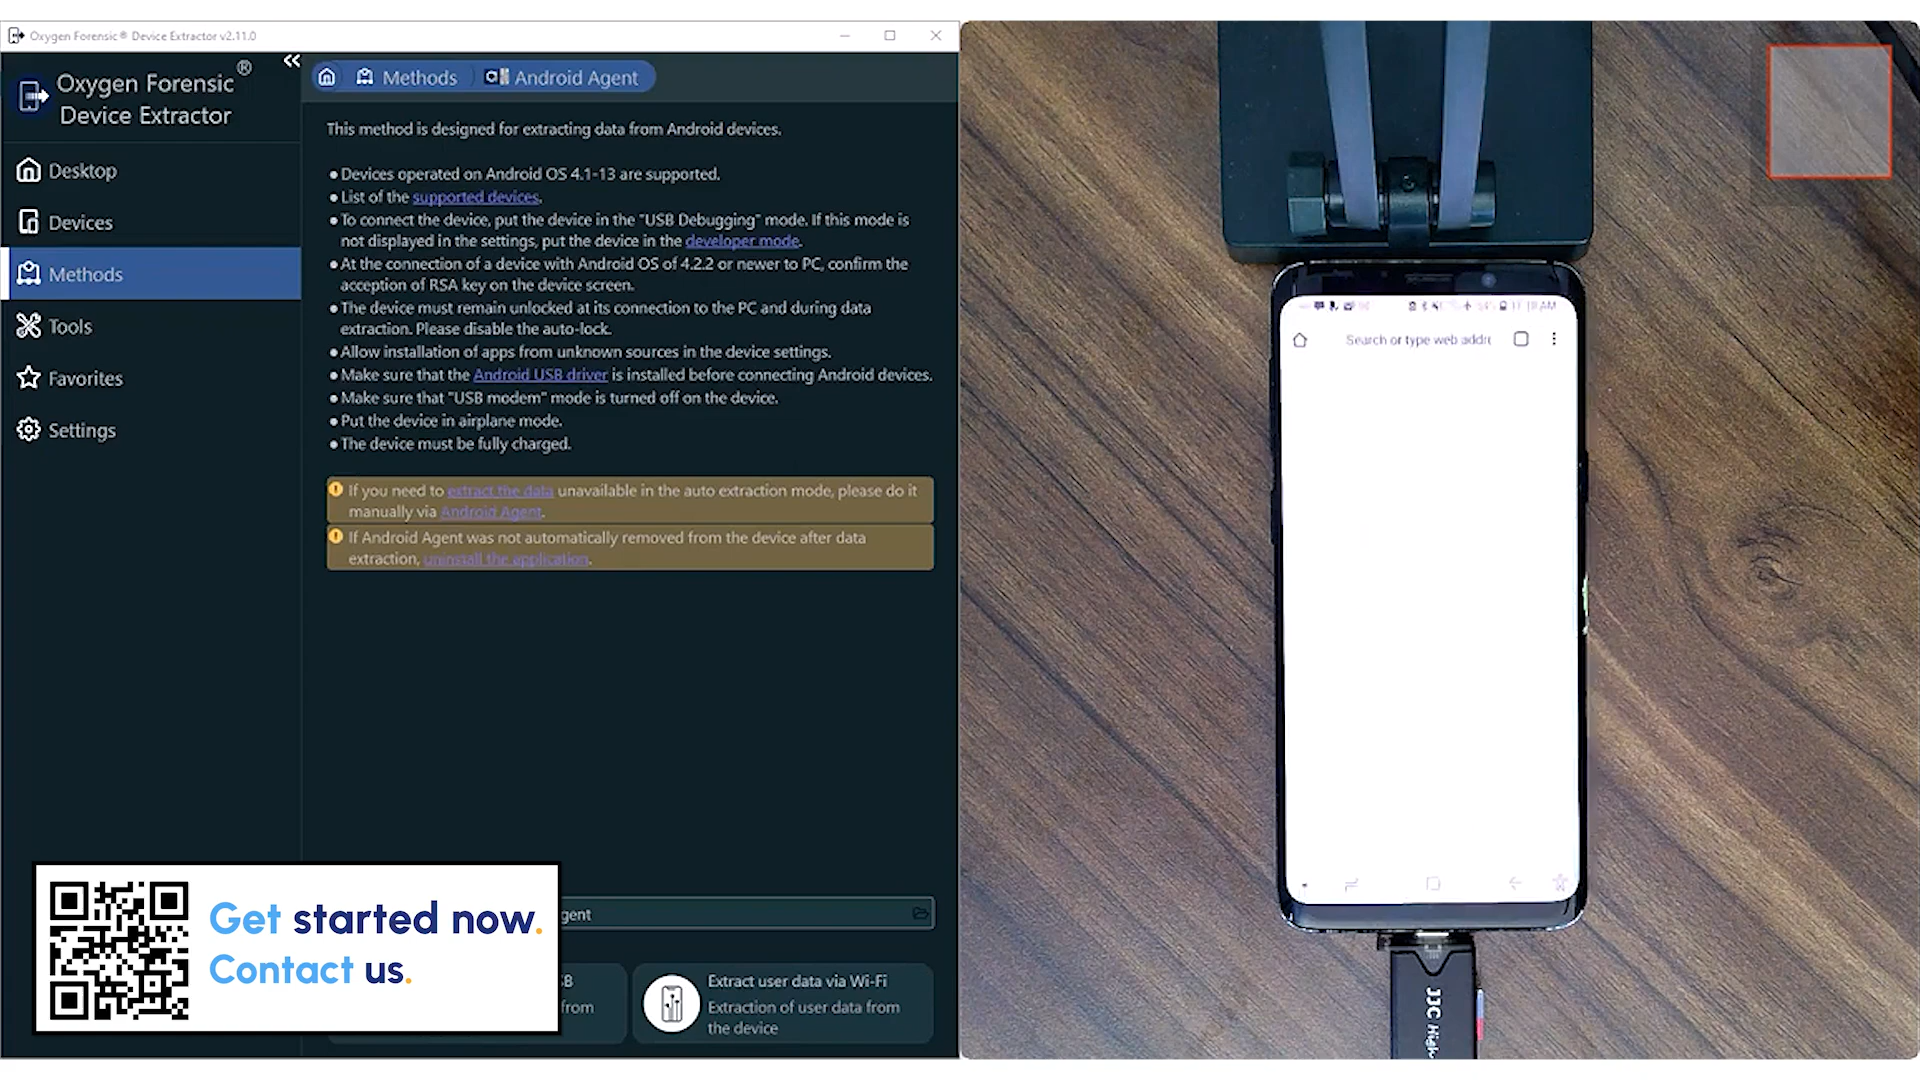 Oxygen Forensic® Device Extractor v2.11.0
Oxygen Forensic ®
Device Extractor
Desktop
Devices
Methods
Tools
Favorites
Settings
Methods
Android Agent
This method is designed for extracting data from Android devices.
● Devices operated on Android OS 4.1-13 are supported.
● List of the supported devices.
● To connect the device, put the device in the "USB Debugging" mode. If this mode is
not displayed in the settings, put the device in the developer mode.
● At the connection of a device with Android OS of 4.2.2 or newer to PC, confirm the
acception of RSA key on the device screen.
● The device must remain unlocked at its connection to the PC and during data
extraction. Please disable the auto-lock.
● Allow installation of apps from unknown sources in the device settings.
● Make sure that the Android USB driver is installed before connecting Android devices.
● Make sure that "USB modem" mode is turned off on the device.
● Put the device in airplane mode.
● The device must be fully charged.
If you need to extract the data unavailable in the auto extraction mode, please do it
manually via Android Agent.
If Android Agent was not automatically removed from the device after data
extraction, uninstall the application.
gent
from
Extract user data via Wi-Fi
Extraction of user data from
the device
Get started now.
Contact us.
Search or type web addr
JJC High-